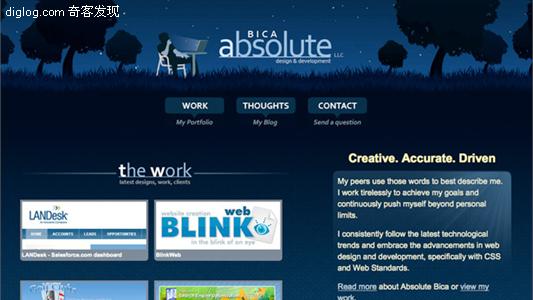 diglog.com 奇客发现
BICA
absolute LLC
design & development
WORK THOUGHTS CONTACT
My Portfolio My Blog Send a question
the work
latest designs, work, clients
Creative. Accurate. Driven
My peers use those words to best describe me.
I work tirelessly to achieve my goals and
continuously push myself beyond personal
limits.
I consistently follow the latest technological
trends and embrace the advancements in web
design and development, specifically with CSS
and Web Standards.
Read more about Absolute Bica or view my
work.
LANDesk
HOME ACCOUNTS LEADS OPPORTUNITIES
LANDesk - Salesforce.com dashboard
website creation web
BLINK
in the blink of an eye
BlinkWeb